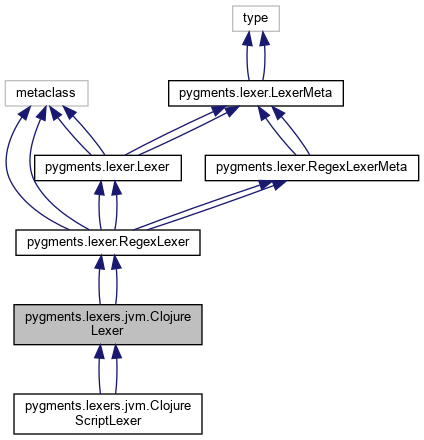 type
metaclass
pygments.lexer.LexerMeta
pygments.lexer.Lexer
pygments.lexer.RegexLexerMeta
pygments.lexer.RegexLexer
pygments.lexers.jvm.Clojure
Lexer
pygments.lexers.jvm.Clojure
ScriptLexer